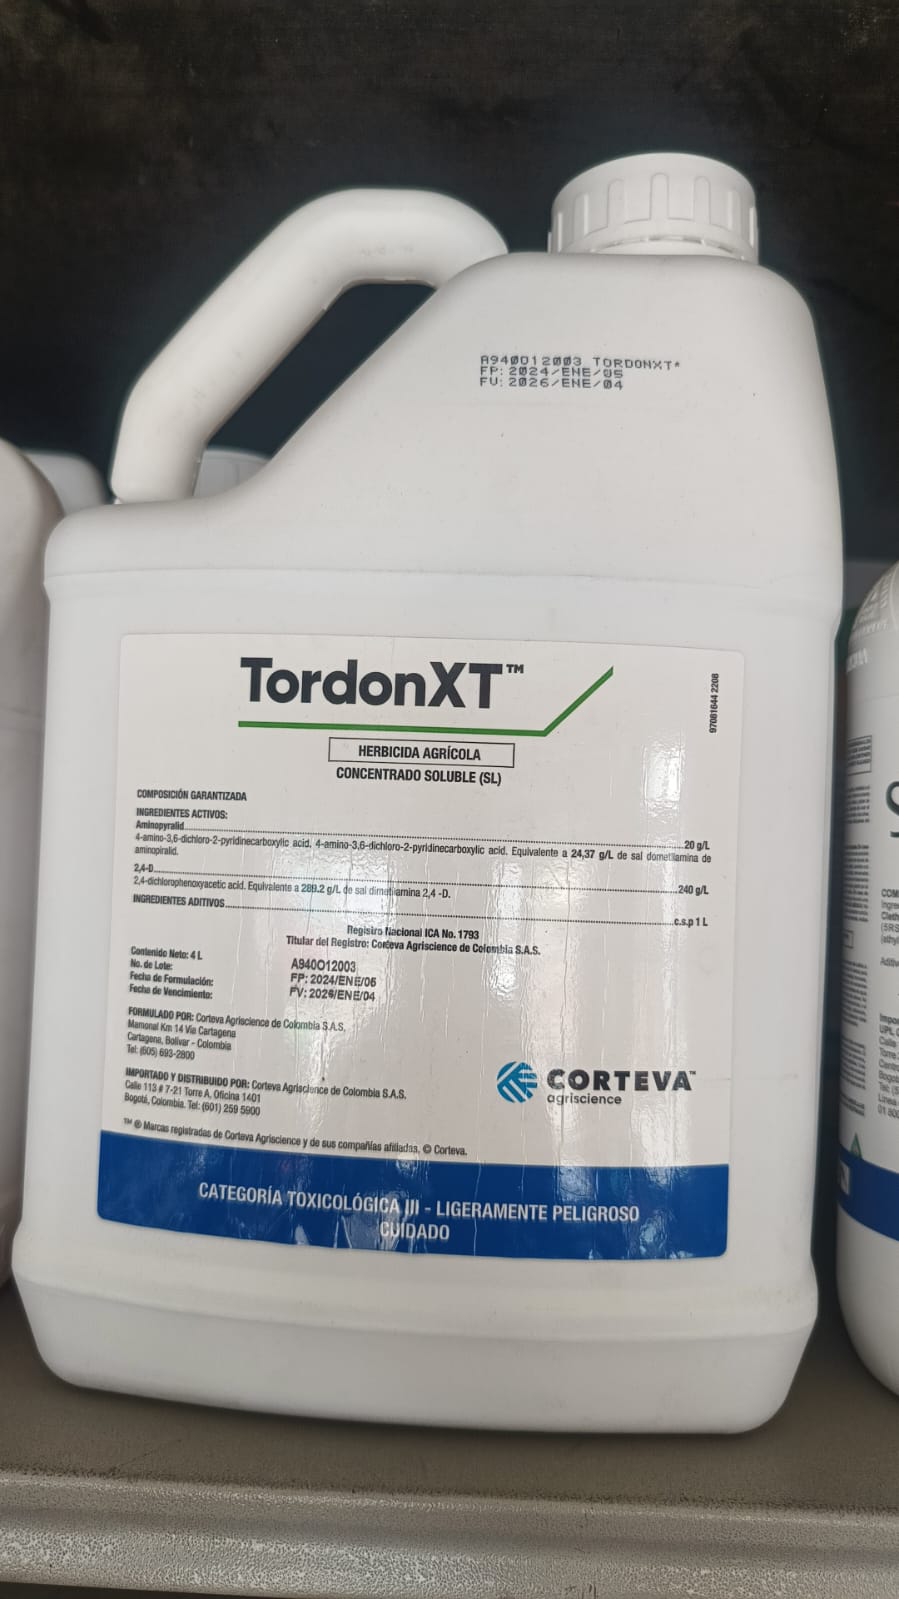 A940O12003 TORDONXT*
FP: 2024/ENE/05
FV: 2026/ENE/04
TordonXT™
97081644 2208
HERBICIDA AGRÍCOLA
CONCENTRADO SOLUBLE (SL)
COMPOSICIÓN GARANTIZADA
INGREDIENTES ACTIVOS:
Aminopyralid 20 g/L
4-amino-3,6-dichloro-2-pyridinecarboxylic acid, 4-amino-3,6-dichloro-2-pyridinecarboxylic acid. Equivalente a 24,37 g/L de sal dometilamina de
aminopiralid.
2,4-D 240 g/L
2,4-dichlorophenoxyacetic acid. Equivalente a 289.2 g/L de sal dimetilamina 2,4 -D.
INGREDIENTES ADITIVOS c.s.p 1 L
Registro Nacional ICA No. 1793
Titular del Registro: Corteva Agriscience de Colombia S.A.S.
Contenido Neto: 4 L
No. de Lote: A940O12003
Fecha de Formulación: FP: 2024/ENE/05
Fecha de Vencimiento: FV: 2026/ENE/04
FORMULADO POR: Corteva Agriscience de Colombia S.A.S.
Mamonal Km 14 Vía Cartagena
Cartagena, Bolívar - Colombia
Tel: (605) 693-2800
IMPORTADO Y DISTRIBUIDO POR: Corteva Agriscience de Colombia S.A.S.
Calle 113 # 7-21 Torre A, Oficina 1401
Bogotá, Colombia. Tel: (601) 259 5900
CORTEVA™
agriscience
™ ® Marcas registradas de Corteva Agriscience y de sus compañías afiliadas, © Corteva.
CATEGORÍA TOXICOLÓGICA III - LIGERAMENTE PELIGROSO
CUIDADO